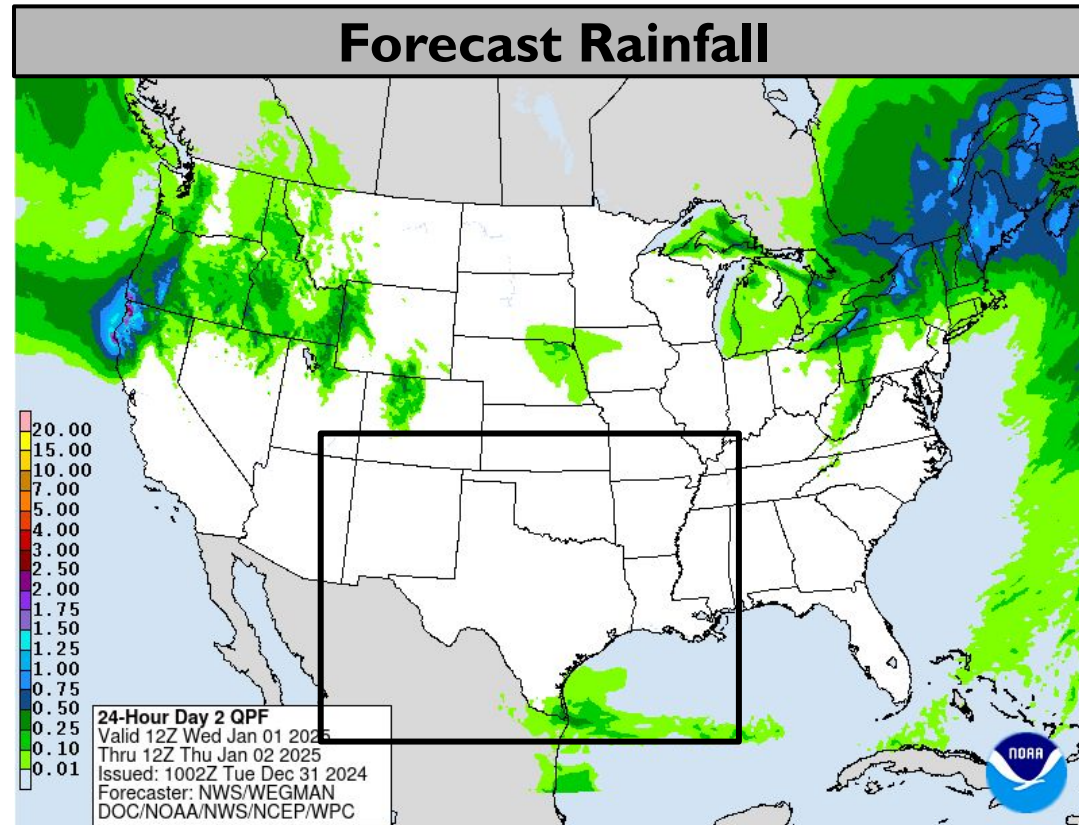 Forecast Rainfall
20.00
15.00
10.00
7.00
5.00
4.00
3.00
2.50
2.00
1.75
1.50
1.25
1.00
0.75
0.50
0.25
0.10
0.01
24-Hour Day 2 QPF
Valid 12Z Wed Jan 01 2025
Thru 12Z Thu Jan 02 2025
Issued: 1002Z Tue Dec 31 2024
Forecaster: NWS/WEGMAN
DOC/NOAA/NWS/NCEP/WPC
NOAA